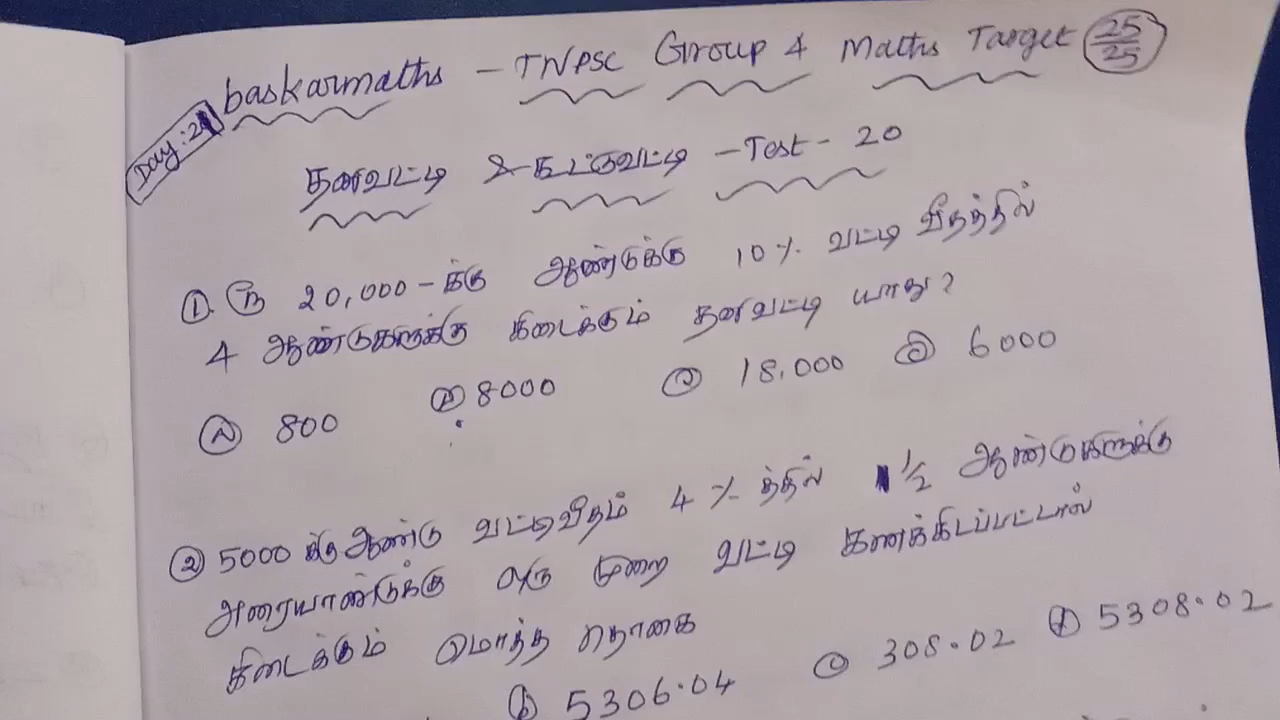 Day: 21
baskarmaths - TNPSC Group 4 Maths Target 25/25
தனிவட்டி & கூட்டுவட்டி - Test - 20
① ரூ 20,000 - க்கு ஆண்டுக்கு 10% வட்டி வீதத்தில்
4 ஆண்டுகளுக்கு கிடைக்கும் தனிவட்டி யாது?
Ⓐ 800 Ⓑ 8000 Ⓒ 18,000 Ⓓ 6000
② 5000 க்கு ஆண்டு வட்டிவீதம் 4% த்தில் 1 1/2 ஆண்டுகளுக்கு
அரையாண்டுக்கு ஒரு முறை வட்டி கணக்கிடப்பட்டால்
கிடைக்கும் மொத்த தொகை
ⓑ 5306.04 ⓒ 308.02 ⓓ 5308.02